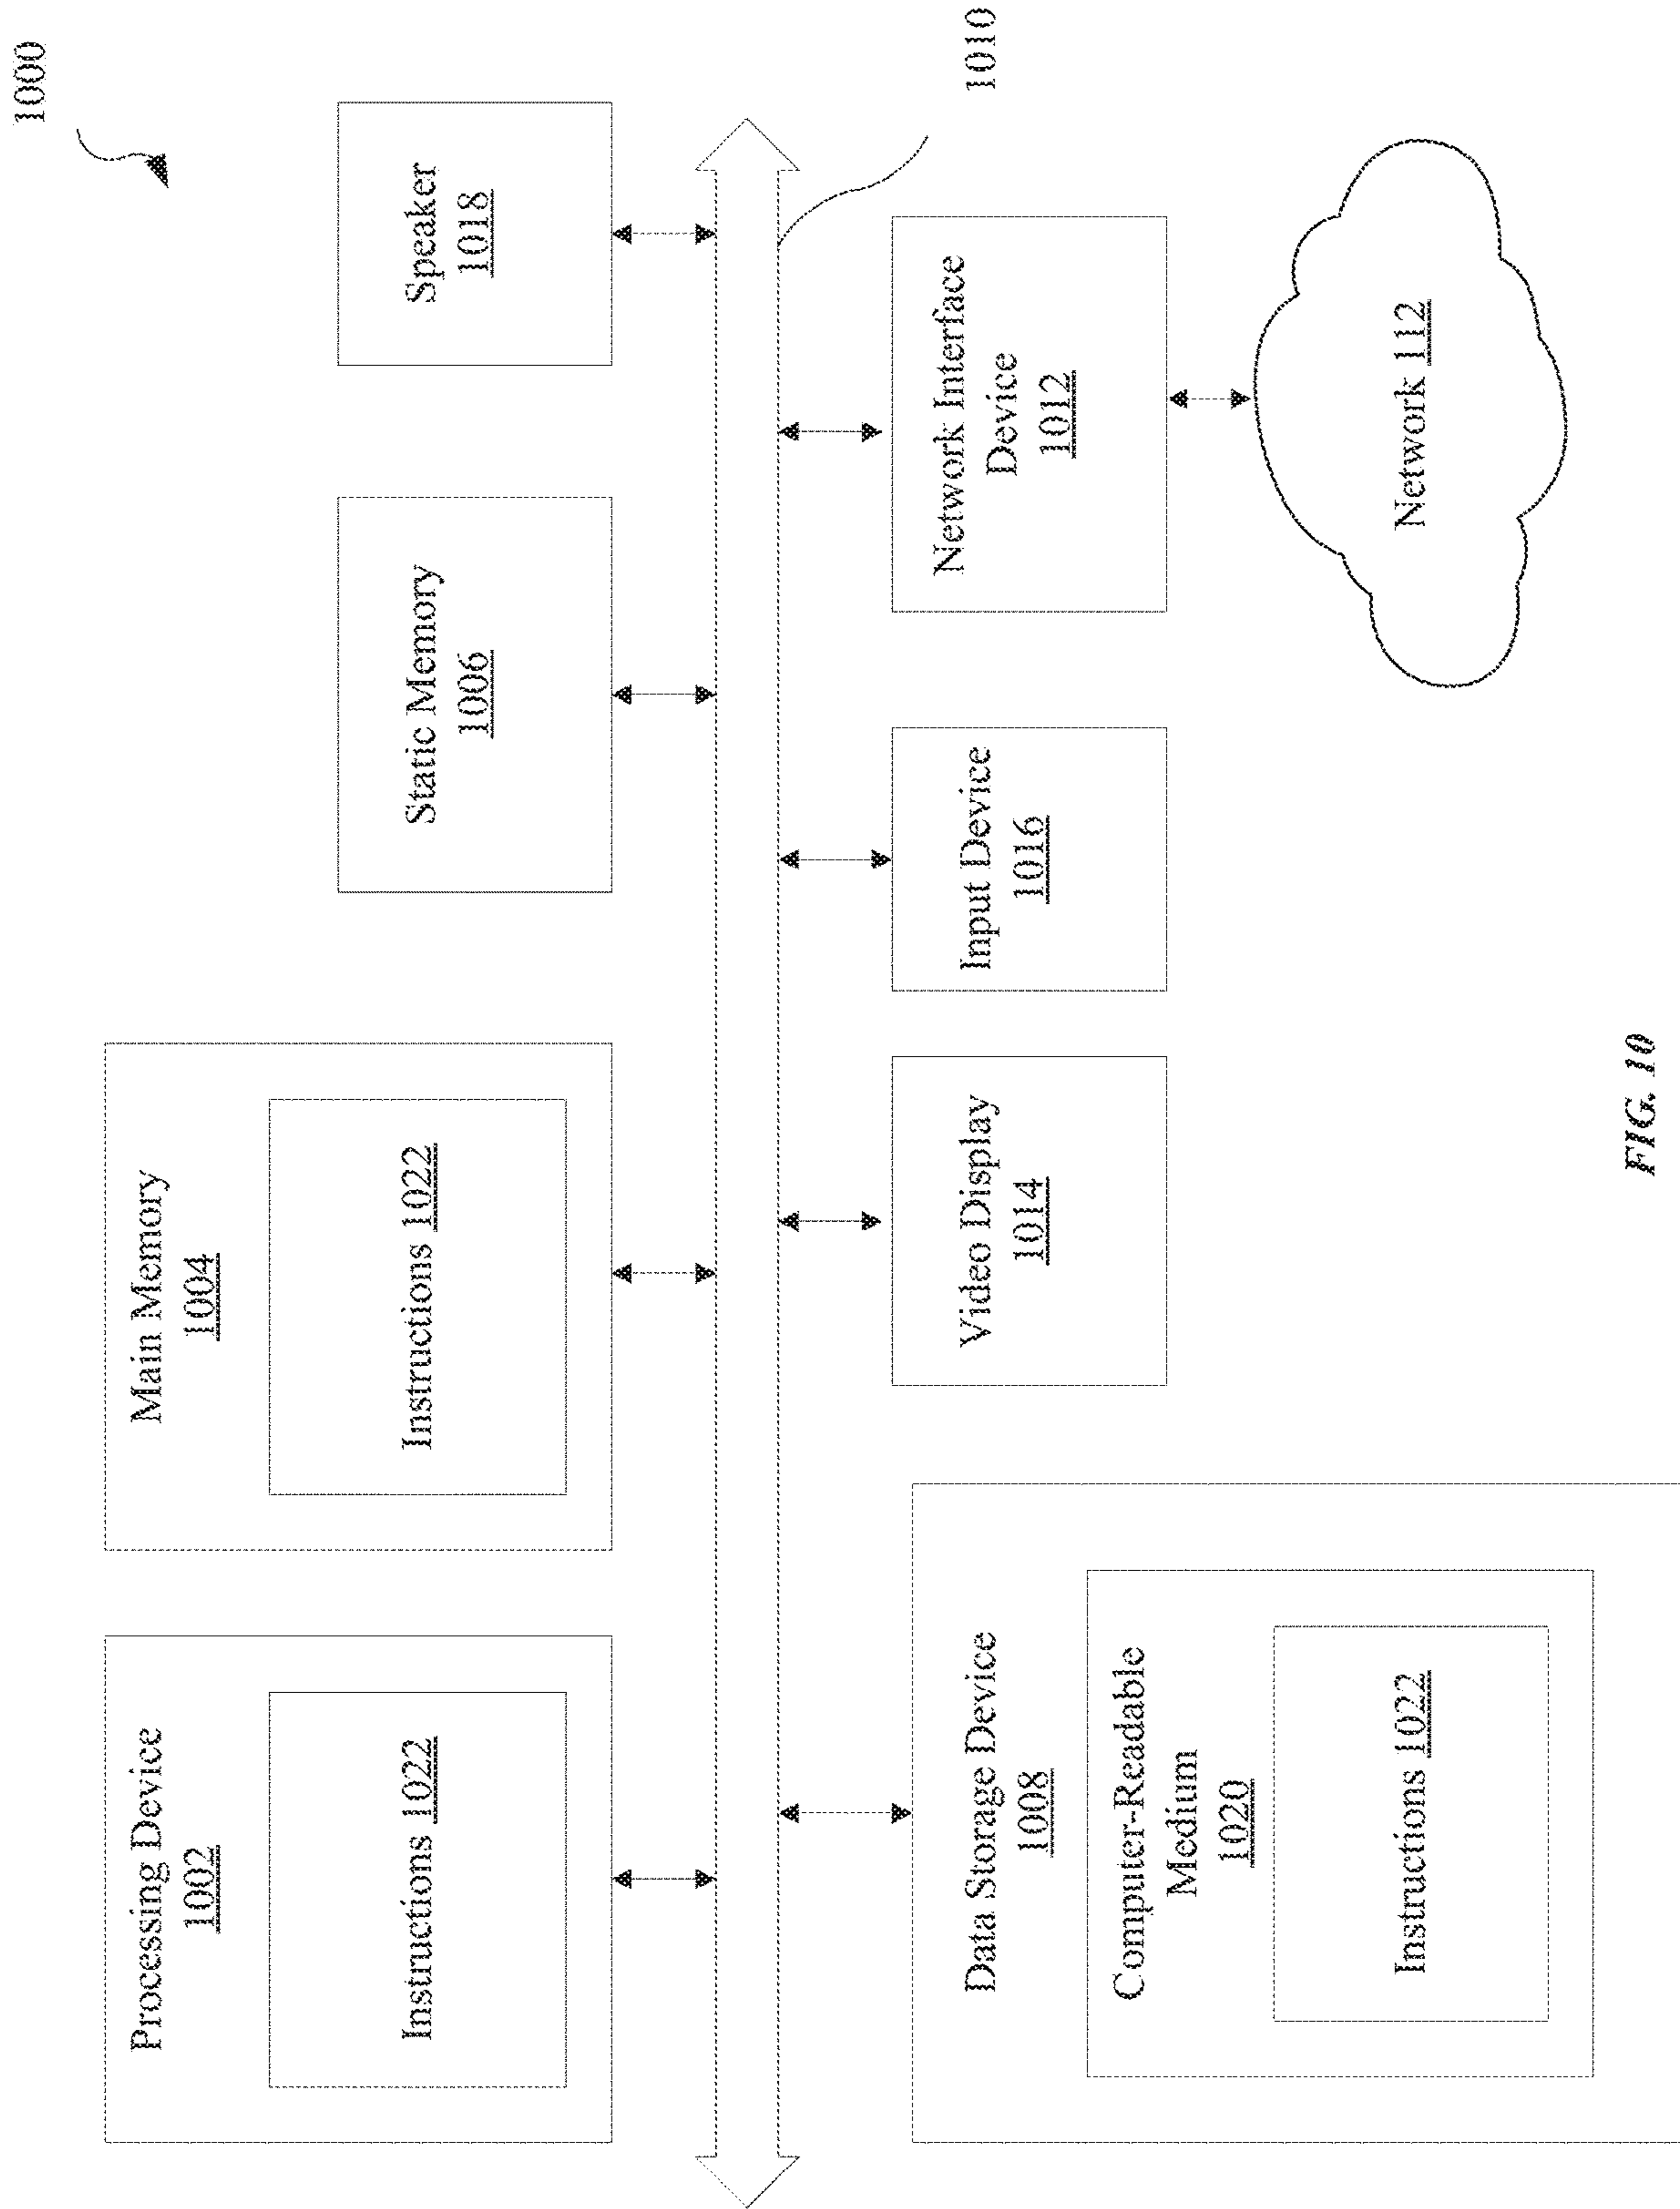 1000
Processing Device
1002
Instructions 1022
Main Memory
1004
Instructions 1022
Static Memory
1006
Speaker
1018
1010
Data Storage Device
1008
Computer-Readable
Medium
1020
Instructions 1022
Video Display
1014
Input Device
1016
Network Interface
Device
1012
Network 112
FIG. 10